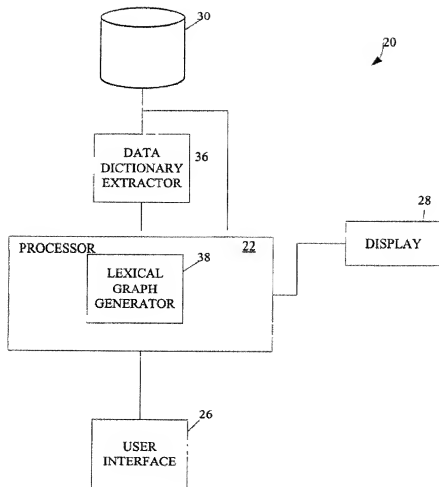 30
20
DATA
DICTIONARY
EXTRACTOR
36
PROCESSOR
22
28
DISPLAY
LEXICAL
GRAPH
GENERATOR
38
26
USER
INTERFACE